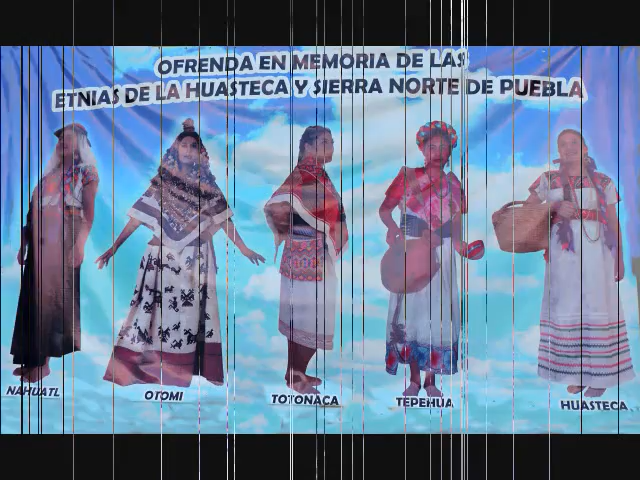 OFRENDA EN MEMORIA DE LAS
ETNIAS DE LA HUASTECA Y SIERRA NORTE DE PUEBLA
NAHUATL
OTOMI
TOTONACA
TEPEHUA
HUASTECA